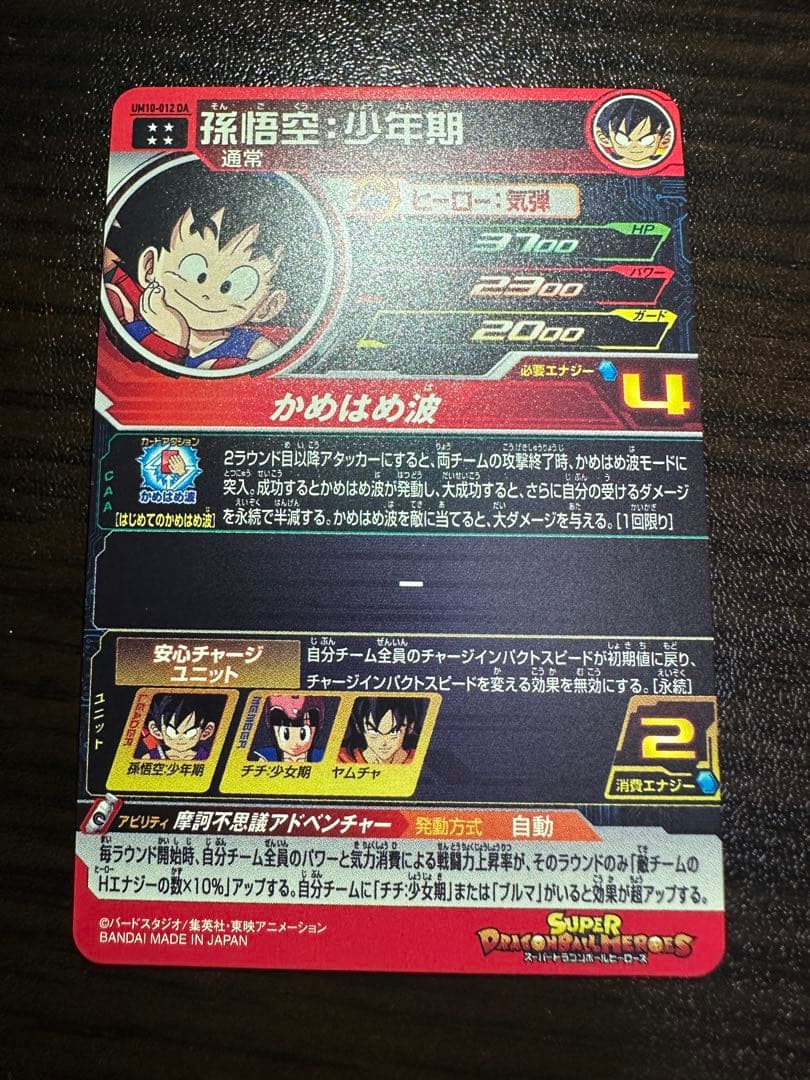 UM10-012 DA
孫悟空:少年期
通常
ヒーロー:気弾
HP
3700
パワー
2300
ガード
2000
必要エナジー
4
かめはめ波
CAA
カードアクション
かめはめ波
[はじめてのかめはめ波]
2ラウンド目以降アタッカーにすると、両チームの攻撃終了時、かめはめ波モードに
突入。成功するとかめはめ波が発動し、大成功すると、さらに自分の受けるダメージ
を永続で半減する。かめはめ波を敵に当てると、大ダメージを与える。[1回限り]
ー
ユニット
安心チャージ
ユニット
自分チーム全員のチャージインパクトスピードが初期値に戻り、
チャージインパクトスピードを変える効果を無効にする。[永続]
LEADER
孫悟空:少年期
MEMBER
チチ:少女期
ヤムチャ
2
消費エナジー
アビリティ 摩訶不思議アドベンチャー 発動方式 自動
毎ラウンド開始時、自分チーム全員のパワーと気力消費による戦闘力上昇率が、そのラウンドのみ「敵チームの
Hエナジーの数×10%」アップする。自分チームに「チチ:少女期」または「ブルマ」がいると効果が超アップする。
©バードスタジオ/集英社・東映アニメーション
BANDAI MADE IN JAPAN
SUPER
DRAGONBALL HEROES
スーパードラゴンボールヒーローズ